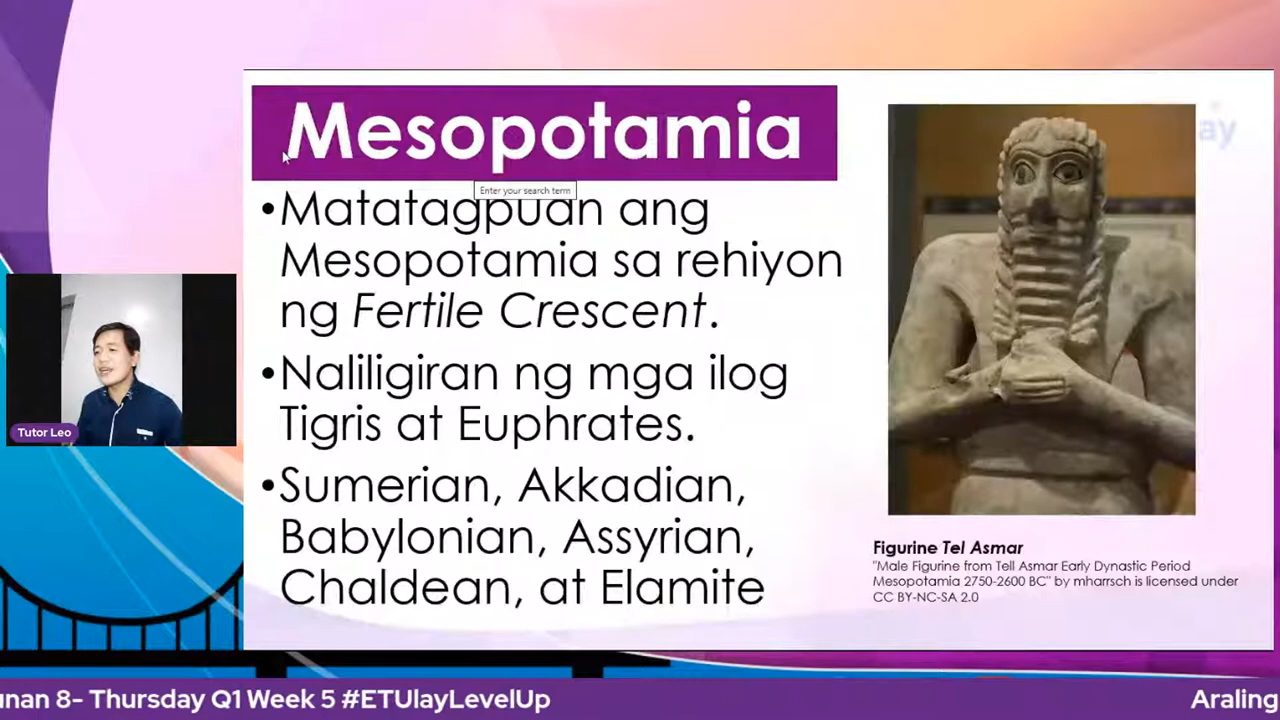 Mesopotamia
Enter your search term
•Matatagpuan ang
Mesopotamia sa rehiyon
ng Fertile Crescent.
•Naliligiran ng mga ilog
Tigris at Euphrates.
•Sumerian, Akkadian,
Babylonian, Assyrian,
Chaldean, at Elamite
ay
Figurine Tel Asmar
"Male Figurine from Tell Asmar Early Dynastic Period
Mesopotamia 2750-2600 BC" by mharrsch is licensed under
CC BY-NC-SA 2.0
Tutor Leo
unan 8- Thursday Q1 Week 5 #ETUlayLevelUp
Araling